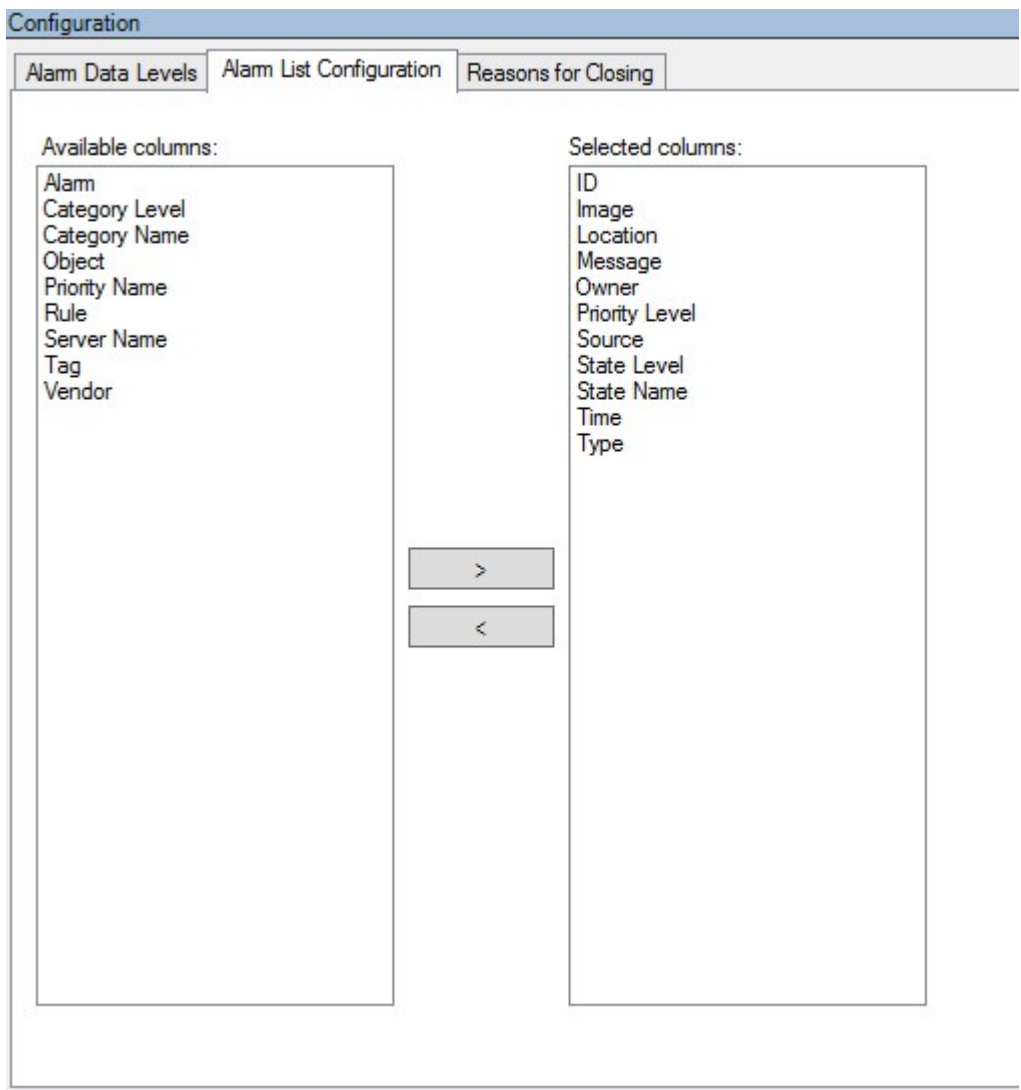 Configuration
Alarm Data Levels
Alarm List Configuration
Reasons for Closing
Available columns:
Alarm
Category Level
Category Name
Object
Priority Name
Rule
Server Name
Tag
Vendor
>
<
Selected columns:
ID
Image
Location
Message
Owner
Priority Level
Source
State Level
State Name
Time
Type